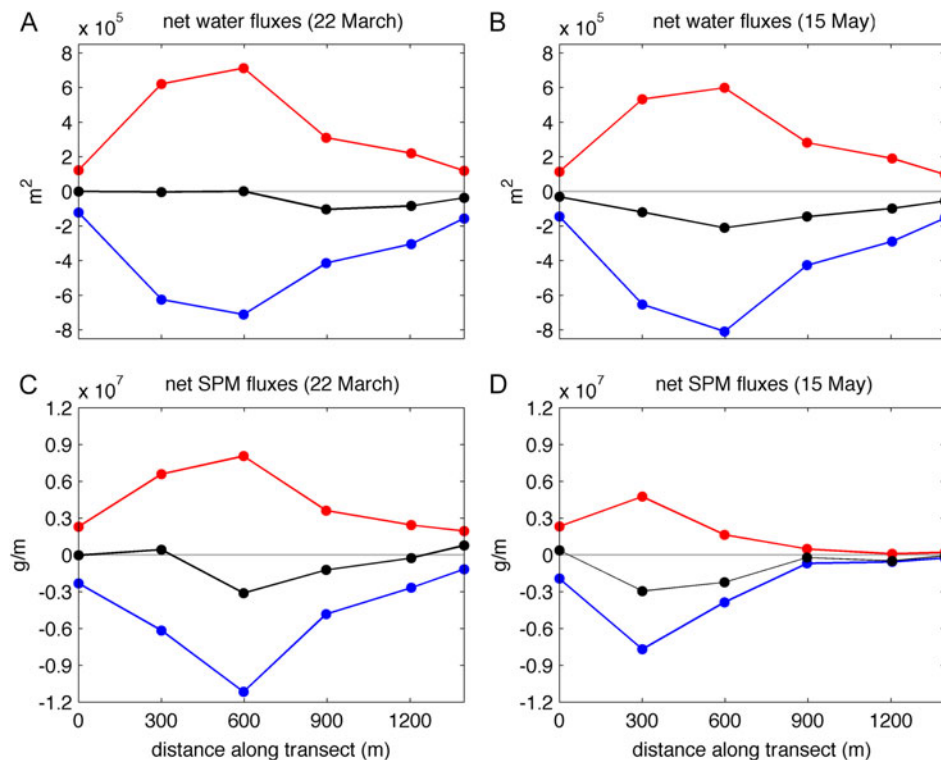 A
x 10^5
net water fluxes (22 March)
8
6
4
2
0
-2
-4
-6
-8
m^2
B
x 10^5
net water fluxes (15 May)
8
6
4
2
0
-2
-4
-6
-8
m^2
C
x 10^7
net SPM fluxes (22 March)
1.2
0.9
0.6
0.3
0
-0.3
-0.6
-0.9
-1.2
g/m
0 300 600 900 1200
distance along transect (m)
D
x 10^7
net SPM fluxes (15 May)
1.2
0.9
0.6
0.3
0
-0.3
-0.6
-0.9
-1.2
g/m
0 300 600 900 1200
distance along transect (m)